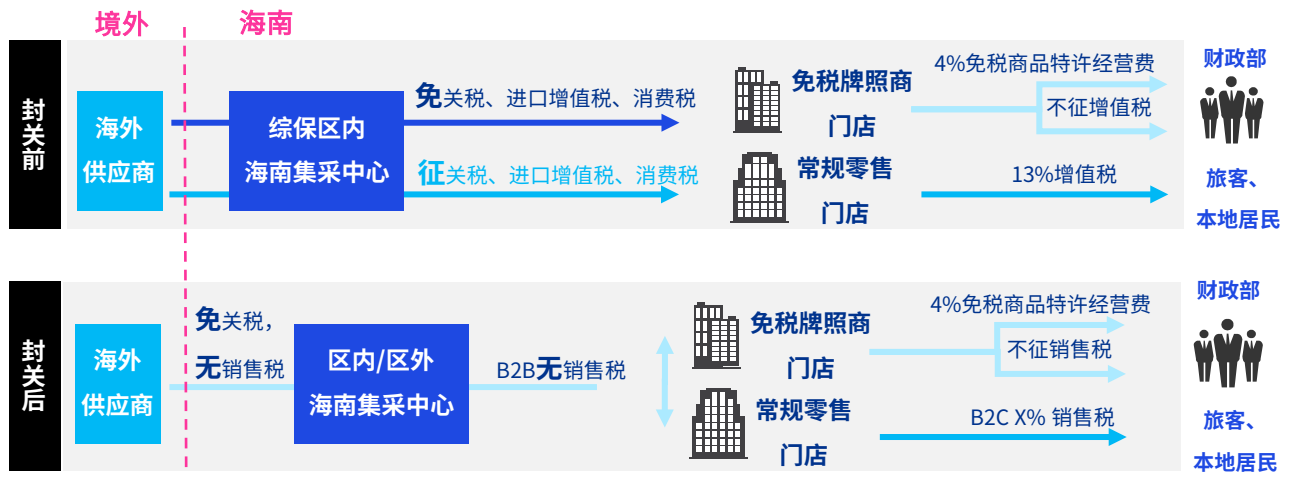 境外
海南
封关前
海外
供应商
综保区内
海南集采中心
免关税、进口增值税、消费税
征关税、进口增值税、消费税
免税牌照商
门店
常规零售
门店
4%免税商品特许经营费
不征增值税
13%增值税
财政部
旅客、
本地居民
封关后
海外
供应商
免关税，
无销售税
区内/区外
海南集采中心
B2B无销售税
免税牌照商
门店
常规零售
门店
4%免税商品特许经营费
不征销售税
B2C X% 销售税
财政部
旅客、
本地居民